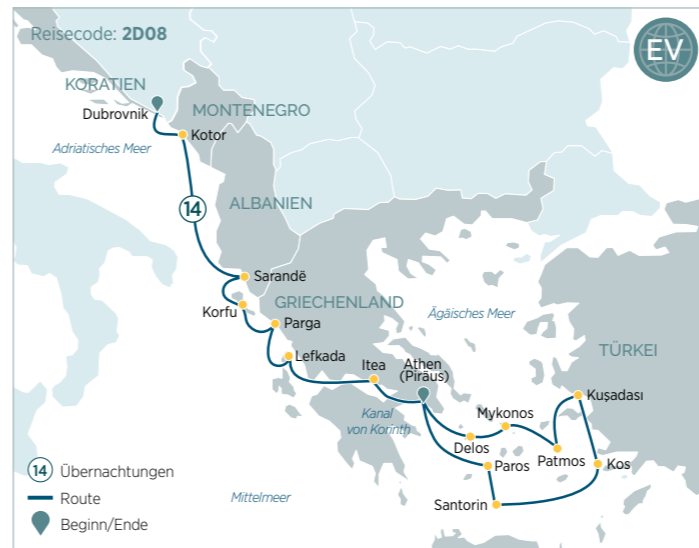 Reisecode: 2D08
EV
KORATIEN
Dubrovnik
MONTENEGRO
Kotor
Adriatisches Meer
ALBANIEN
14
Sarandë
GRIECHENLAND
Korfu
Parga
Ägäisches Meer
Lefkada
TÜRKEI
Itea
Athen
(Piräus)
Kuşadası
Mykonos
Kanal
von Korinth
Delos
Patmos
Kos
Paros
Santorin
Mittelmeer
14 Übernachtungen
Route
Beginn/Ende